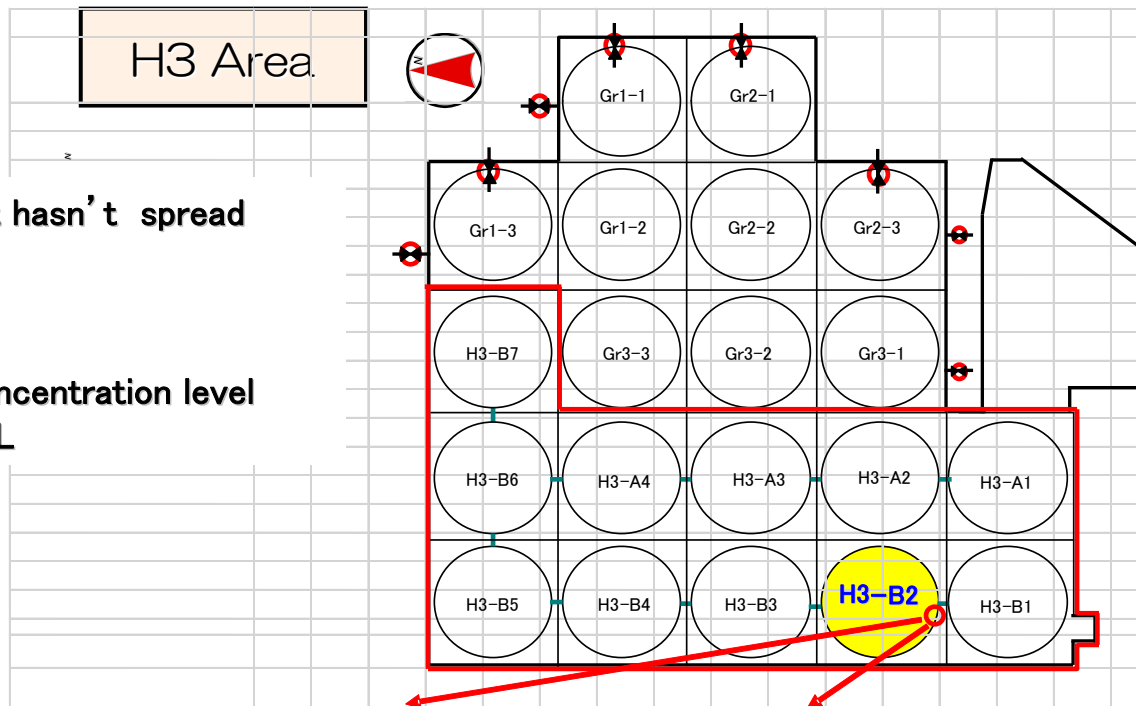 H3 Area
N
N
Gr1-1
Gr2-1
hasn't spread
Gr1-3
Gr1-2
Gr2-2
Gr2-3
H3-B7
Gr3-3
Gr3-2
Gr3-1
ncentration level
L
H3-B6
H3-A4
H3-A3
H3-A2
H3-A1
H3-B5
H3-B4
H3-B3
H3-B2
H3-B1